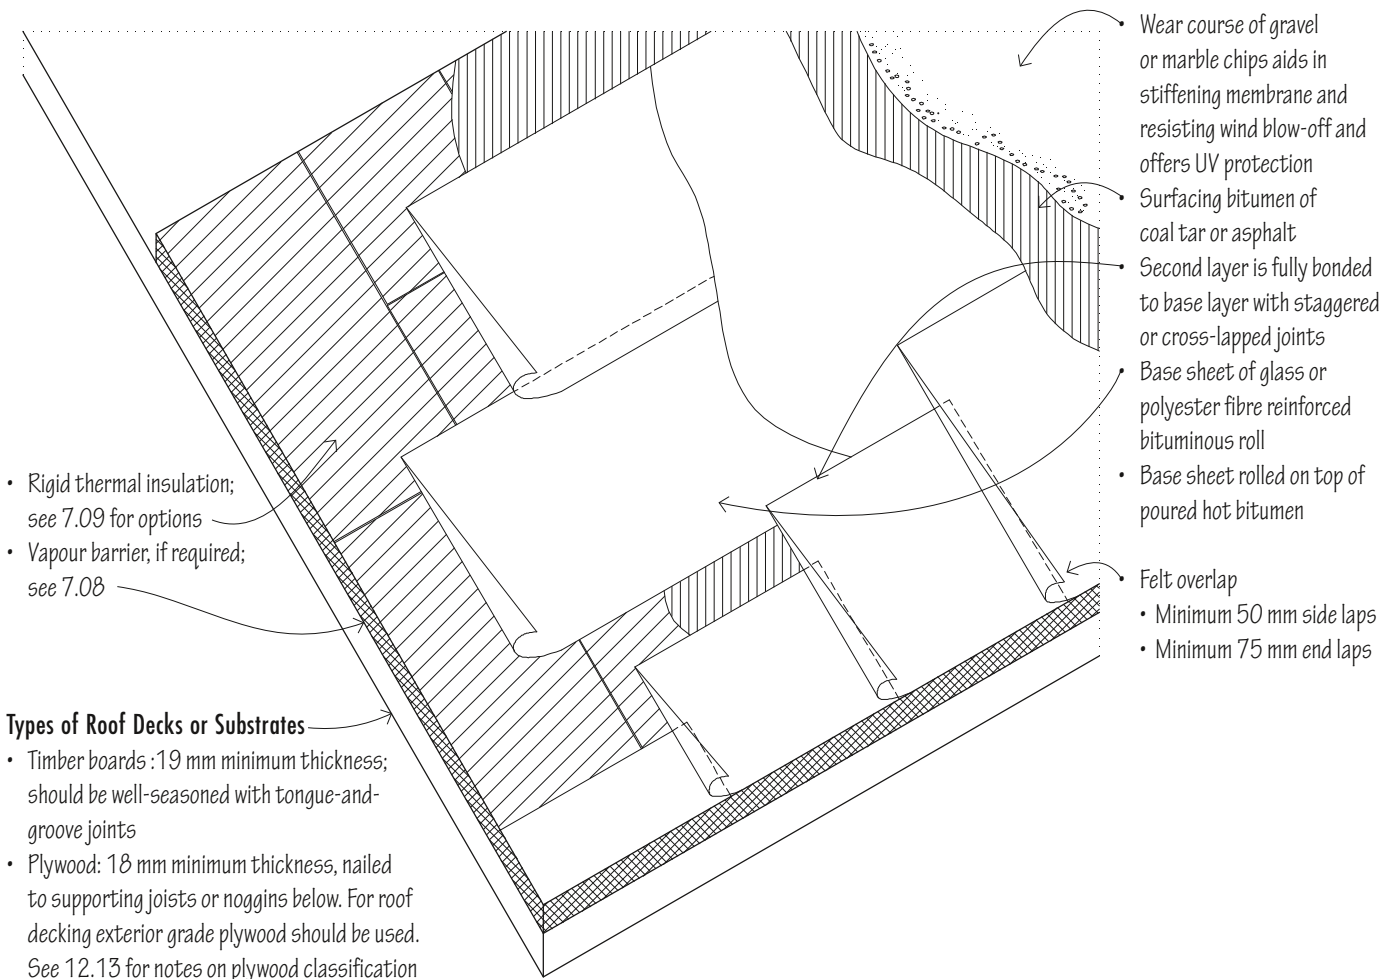 • Wear course of gravel
or marble chips aids in
stiffening membrane and
resisting wind blow-off and
offers UV protection
• Surfacing bitumen of
coal tar or asphalt
• Second layer is fully bonded
to base layer with staggered
or cross-lapped joints
• Base sheet of glass or
polyester fibre reinforced
bituminous roll
• Base sheet rolled on top of
poured hot bitumen
• Felt overlap
• Minimum 50 mm side laps
• Minimum 75 mm end laps
• Rigid thermal insulation;
see 7.09 for options
• Vapour barrier, if required;
see 7.08
Types of Roof Decks or Substrates
• Timber boards :19 mm minimum thickness;
should be well-seasoned with tongue-and-
groove joints
• Plywood: 18 mm minimum thickness, nailed
to supporting joists or noggins below. For roof
decking exterior grade plywood should be used.
See 12.13 for notes on plywood classification